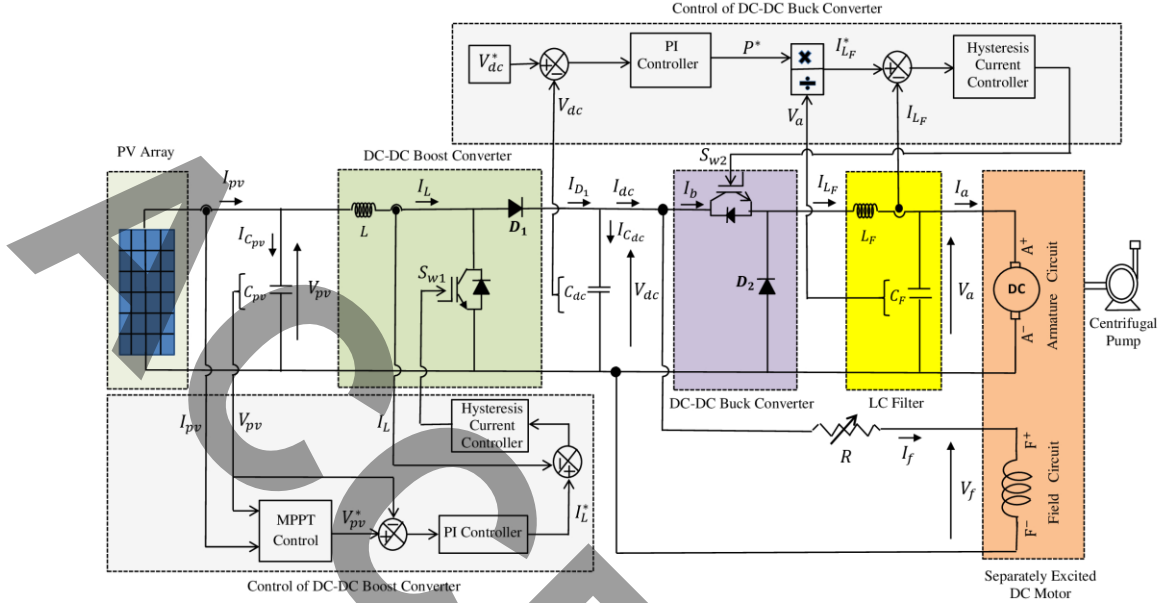 Control of DC-DC Buck Converter
V*dc
PI
Controller
P*
I*LF
Hysteresis
Current
Controller
Vdc
Va
ILF
PV Array
DC-DC Boost Converter
Sw2
Ipv
IL
ID1
Idc
Ib
ILF
Ia
L
D1
LF
ICpv
ICdc
Sw1
Cpv
Vpv
Cdc
Vdc
D2
CF
Va
A+
DC
A−
Armature Circuit
Centrifugal
Pump
DC-DC Buck Converter
LC Filter
Ipv
Vpv
IL
Hysteresis
Current
Controller
R
If
F+
Vf
Field Circuit
F−
MPPT
Control
V*pv
PI Controller
I*L
Control of DC-DC Boost Converter
Separately Excited
DC Motor
ACC